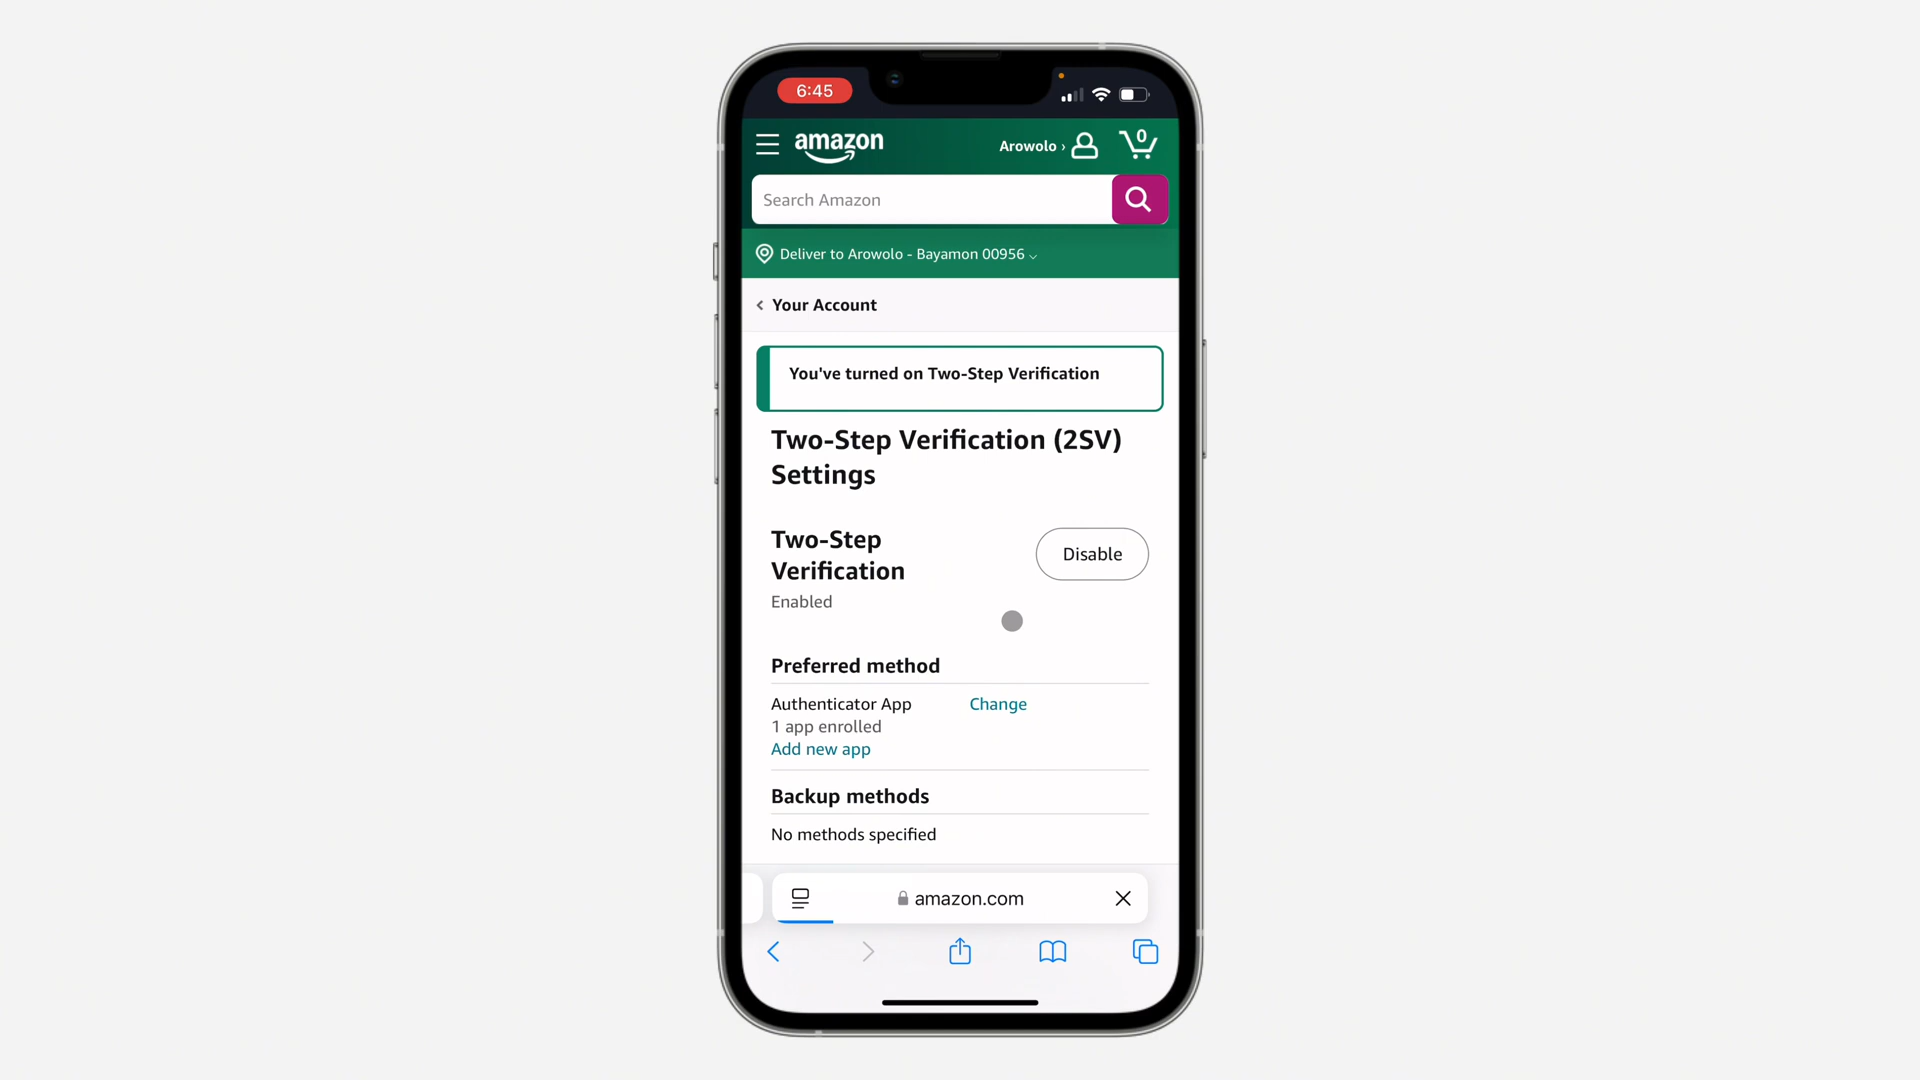 6:45
amazon
Arowolo ›
0
Search Amazon
Deliver to Arowolo - Bayamon 00956
Your Account
You've turned on Two-Step Verification
Two-Step Verification (2SV)
Settings
Two-Step
Verification
Disable
Enabled
Preferred method
Authenticator App
Change
1 app enrolled
Add new app
Backup methods
No methods specified
amazon.com